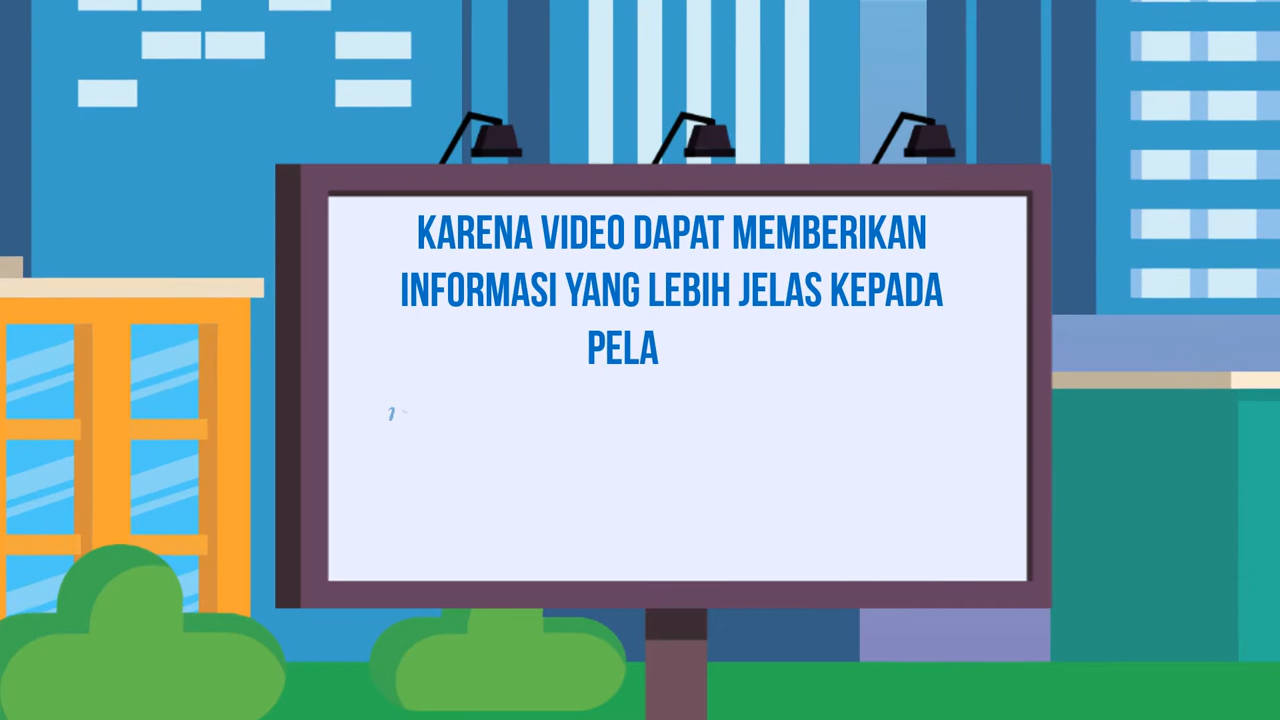 KARENA VIDEO DAPAT MEMBERIKAN
INFORMASI YANG LEBIH JELAS KEPADA
PELA